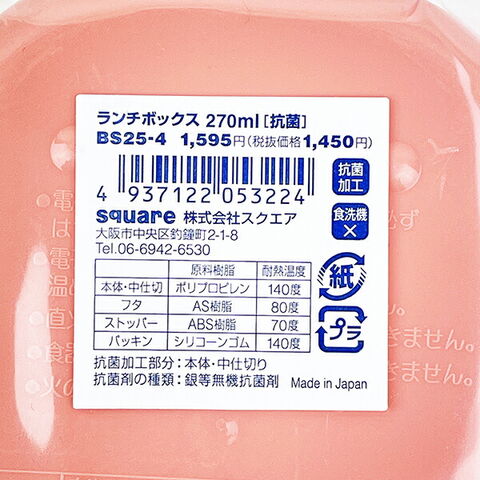 ランチボックス 270ml [抗菌]
BS25-4 1,595円(税抜価格1,450円)
4 937122 053224
抗菌
加工
食洗機
×
square 株式会社スクエア
大阪市中央区釣鐘町2-1-8
Tel.06-6942-6530
原料樹脂 耐熱温度
本体・中仕切 ポリプロピレン 140度
フタ AS樹脂 80度
ストッパー ABS樹脂 70度
パッキン シリコーンゴム 140度
紙
プラ
抗菌加工部分：本体・中仕切り
抗菌剤の種類：銀等無機抗菌剤 Made in Japan